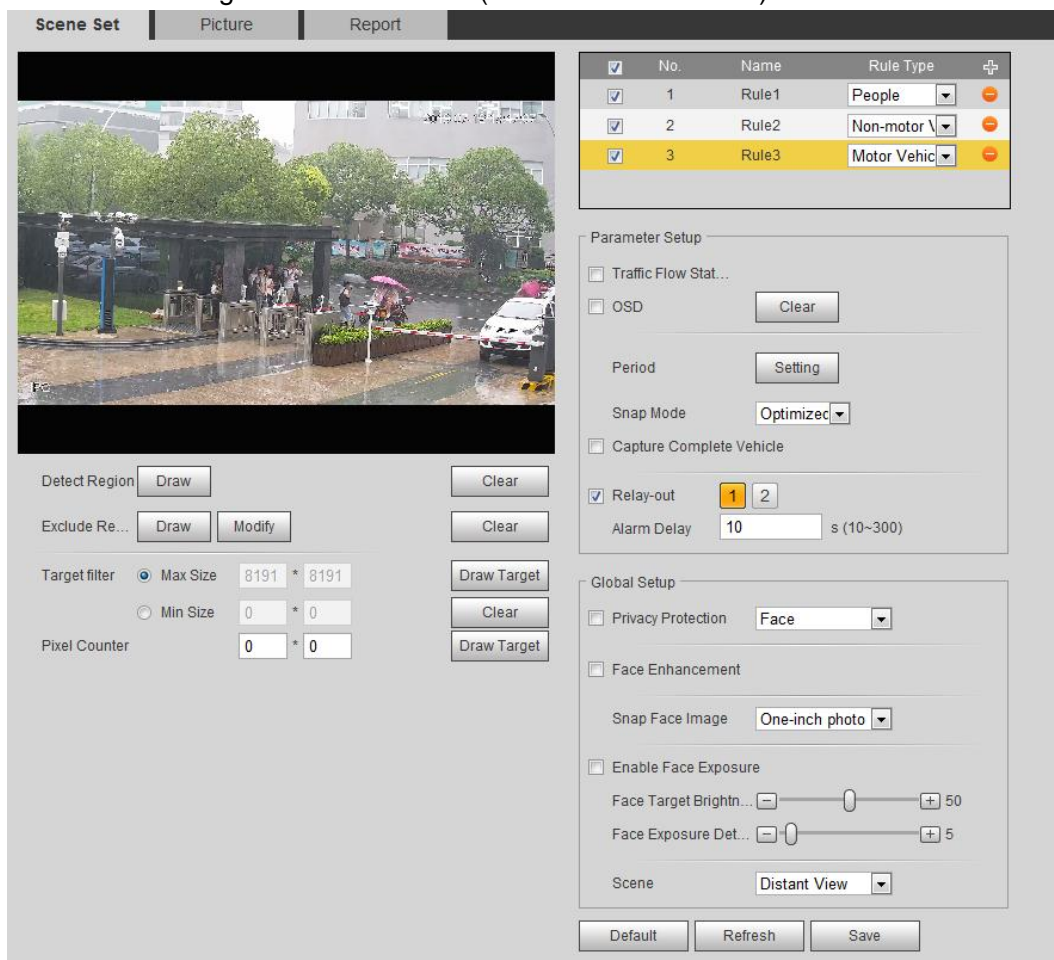 Scene Set Picture Report
No. Name Rule Type
1 Rule1 People
2 Rule2 Non-motor V
3 Rule3 Motor Vehic
Parameter Setup
Traffic Flow Stat...
OSD Clear
Period Setting
Snap Mode Optimized
Capture Complete Vehicle
Relay-out 1 2
Alarm Delay 10 s (10~300)
Detect Region Draw Clear
Exclude Re... Draw Modify Clear
Target filter Max Size 8191 * 8191 Draw Target
Min Size 0 * 0 Clear
Pixel Counter 0 * 0 Draw Target
Global Setup
Privacy Protection Face
Face Enhancement
Snap Face Image One-inch photo
Enable Face Exposure
Face Target Brightn... 50
Face Exposure Det... 5
Scene Distant View
Default Refresh Save